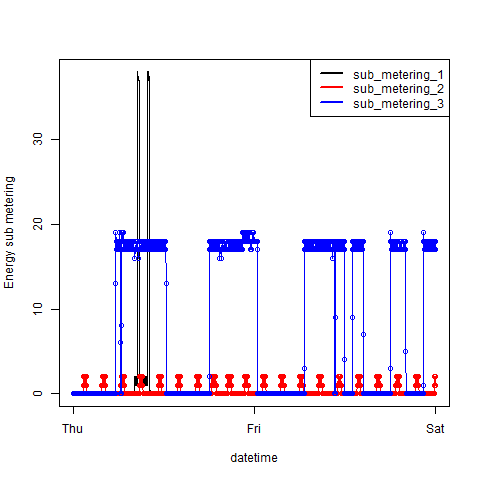 sub_metering_1
sub_metering_2
sub_metering_3
Energy sub metering
30
20
10
0
Thu Fri Sat
datetime